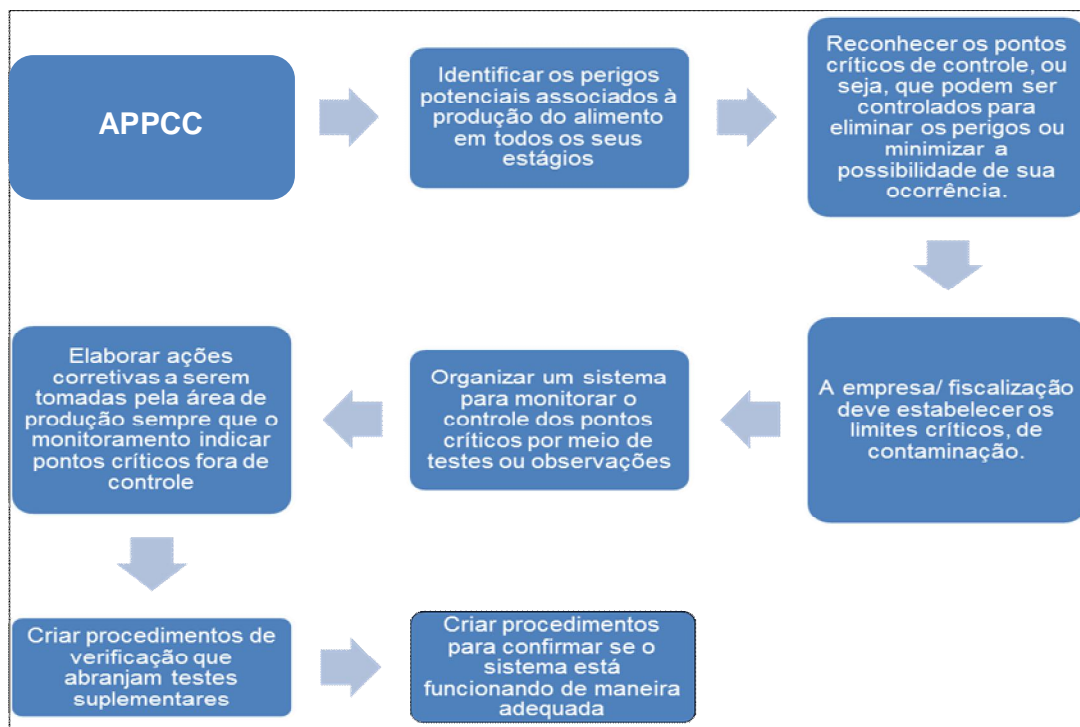 APPCC
Identificar os perigos
potenciais associados à
produção do alimento
em todos os seus
estágios
Reconhecer os pontos
críticos de controle, ou
seja, que podem ser
controlados para
eliminar os perigos ou
minimizar a
possibilidade de sua
ocorrência.
A empresa/ fiscalização
deve estabelecer os
limites críticos, de
contaminação.
Organizar um sistema
para monitorar o
controle dos pontos
críticos por meio de
testes ou observações
Elaborar ações
corretivas a serem
tomadas pela área de
produção sempre que o
monitoramento indicar
pontos críticos fora de
controle
Criar procedimentos de
verificação que
abranjam testes
suplementares
Criar procedimentos
para confirmar se o
sistema está
funcionando de maneira
adequada